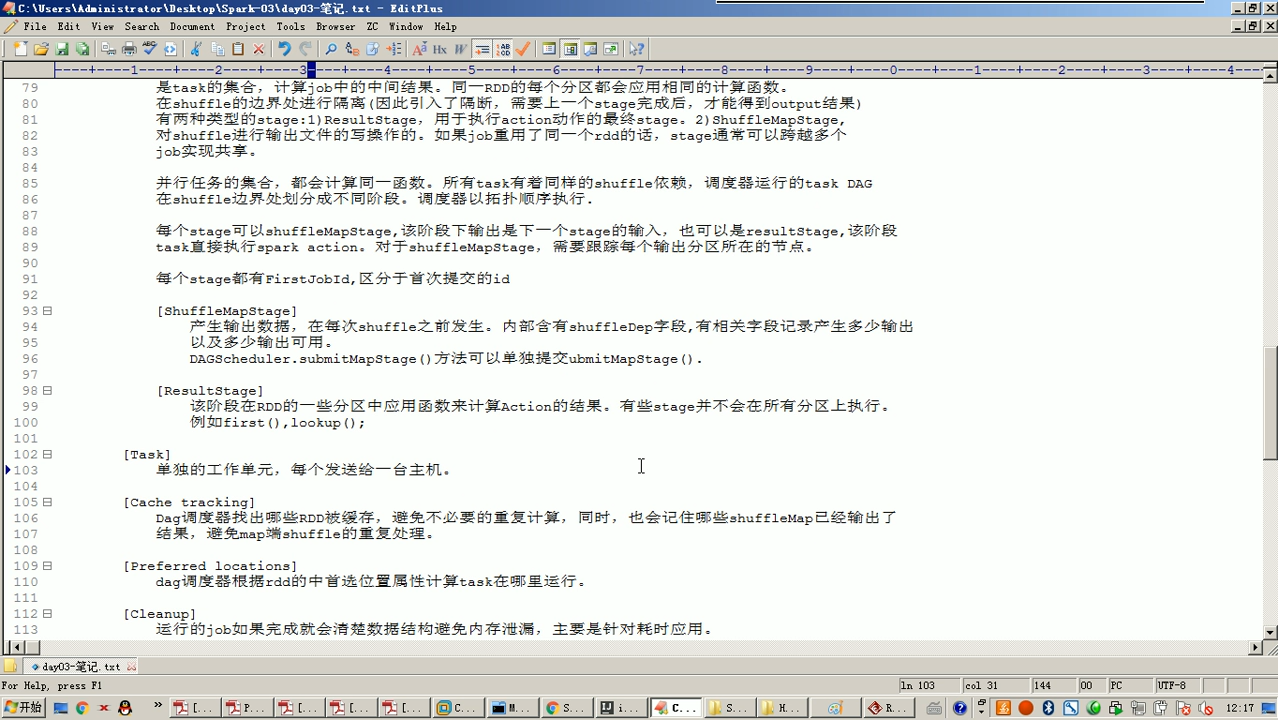 C:\Users\Administrator\Desktop\Spark-03\day03-笔记.txt - EditPlus
File Edit View Search Document Project Tools Browser ZC Window Help
----+----1----+----2----+----3----+----4----+----5----+----6----+----7----+----8----+----9----+----0----+----1----+----2----+----3----+----4
79 是task的集合，计算job中的中间结果。同一RDD的每个分区都会应用相同的计算函数。
80 在shuffle的边界处进行隔离(因此引入了隔断，需要上一个stage完成后，才能得到output结果)
81 有两种类型的stage:1)ResultStage，用于执行action动作的最终stage。2)ShuffleMapStage,
82 对shuffle进行输出文件的写操作的。如果job重用了同一个rdd的话，stage通常可以跨越多个
83 job实现共享。
84
85 并行任务的集合，都会计算同一函数。所有task有着同样的shuffle依赖，调度器运行的task DAG
86 在shuffle边界处划分成不同阶段。调度器以拓扑顺序执行.
87
88 每个stage可以shuffleMapStage,该阶段下输出是下一个stage的输入，也可以是resultStage,该阶段
89 task直接执行spark action。对于shuffleMapStage，需要跟踪每个输出分区所在的节点。
90
91 每个stage都有FirstJobId,区分于首次提交的id
92
93 [ShuffleMapStage]
94 产生输出数据，在每次shuffle之前发生。内部含有shuffleDep字段,有相关字段记录产生多少输出
95 以及多少输出可用。
96 DAGScheduler.submitMapStage()方法可以单独提交ubmitMapStage().
97
98 [ResultStage]
99 该阶段在RDD的一些分区中应用函数来计算Action的结果。有些stage并不会在所有分区上执行。
100 例如first(),lookup();
101
102 [Task]
103 单独的工作单元，每个发送给一台主机。
104
105 [Cache tracking]
106 Dag调度器找出哪些RDD被缓存，避免不必要的重复计算，同时，也会记住哪些shuffleMap已经输出了
107 结果，避免map端shuffle的重复处理。
108
109 [Preferred locations]
110 dag调度器根据rdd的中首选位置属性计算task在哪里运行。
111
112 [Cleanup]
113 运行的job如果完成就会清楚数据结构避免内存泄漏，主要是针对耗时应用。
day03-笔记.txt
For Help, press F1 ln 103 col 31 144 00 PC UTF-8
开始 [... P... [... [... [... C... M... S... i... C... S... H... R... 12:17